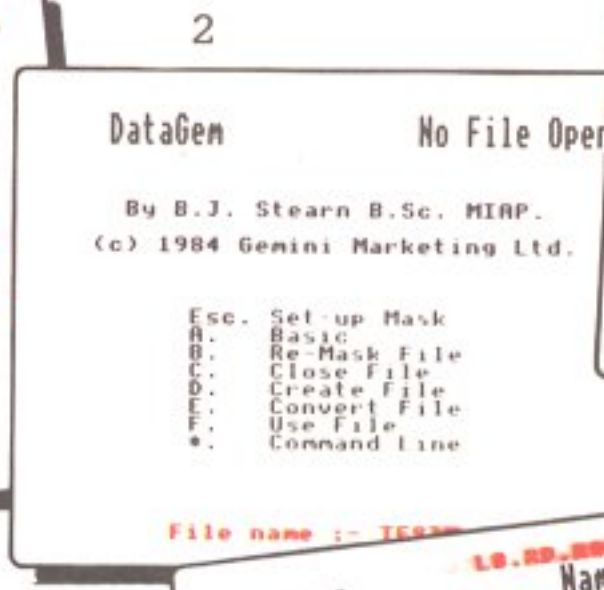 2
DataGem No File Open
By B.J. Stearn B.Sc. MIAP.
(c) 1984 Gemini Marketing Ltd.
Esc. Set-up Mask
A. Basic
B. Re-Mask File
C. Close File
D. Create File
E. Convert File
F. Use File
*. Command Line
File name :-